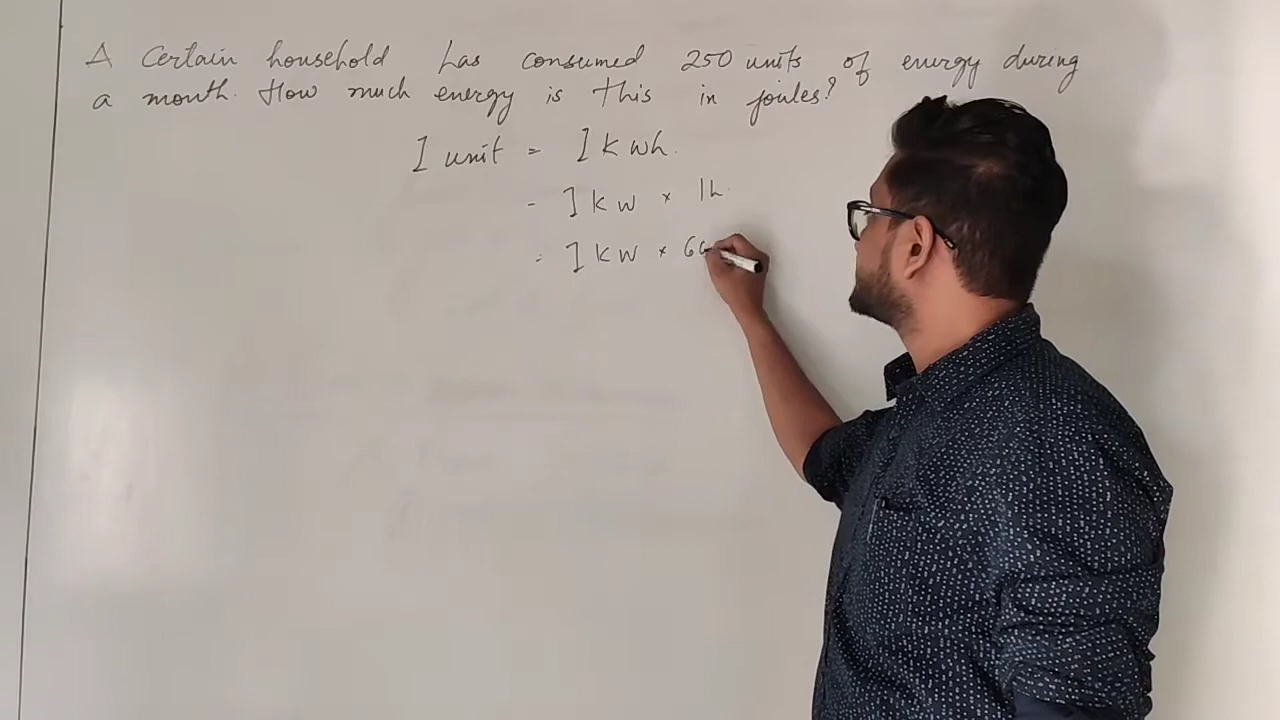 A certain household has consumed 250 units of energy during
a month. How much energy is this in joules?
1 unit = 1 kwh.
= 1 kw × 1h.
= 1 kw × 60